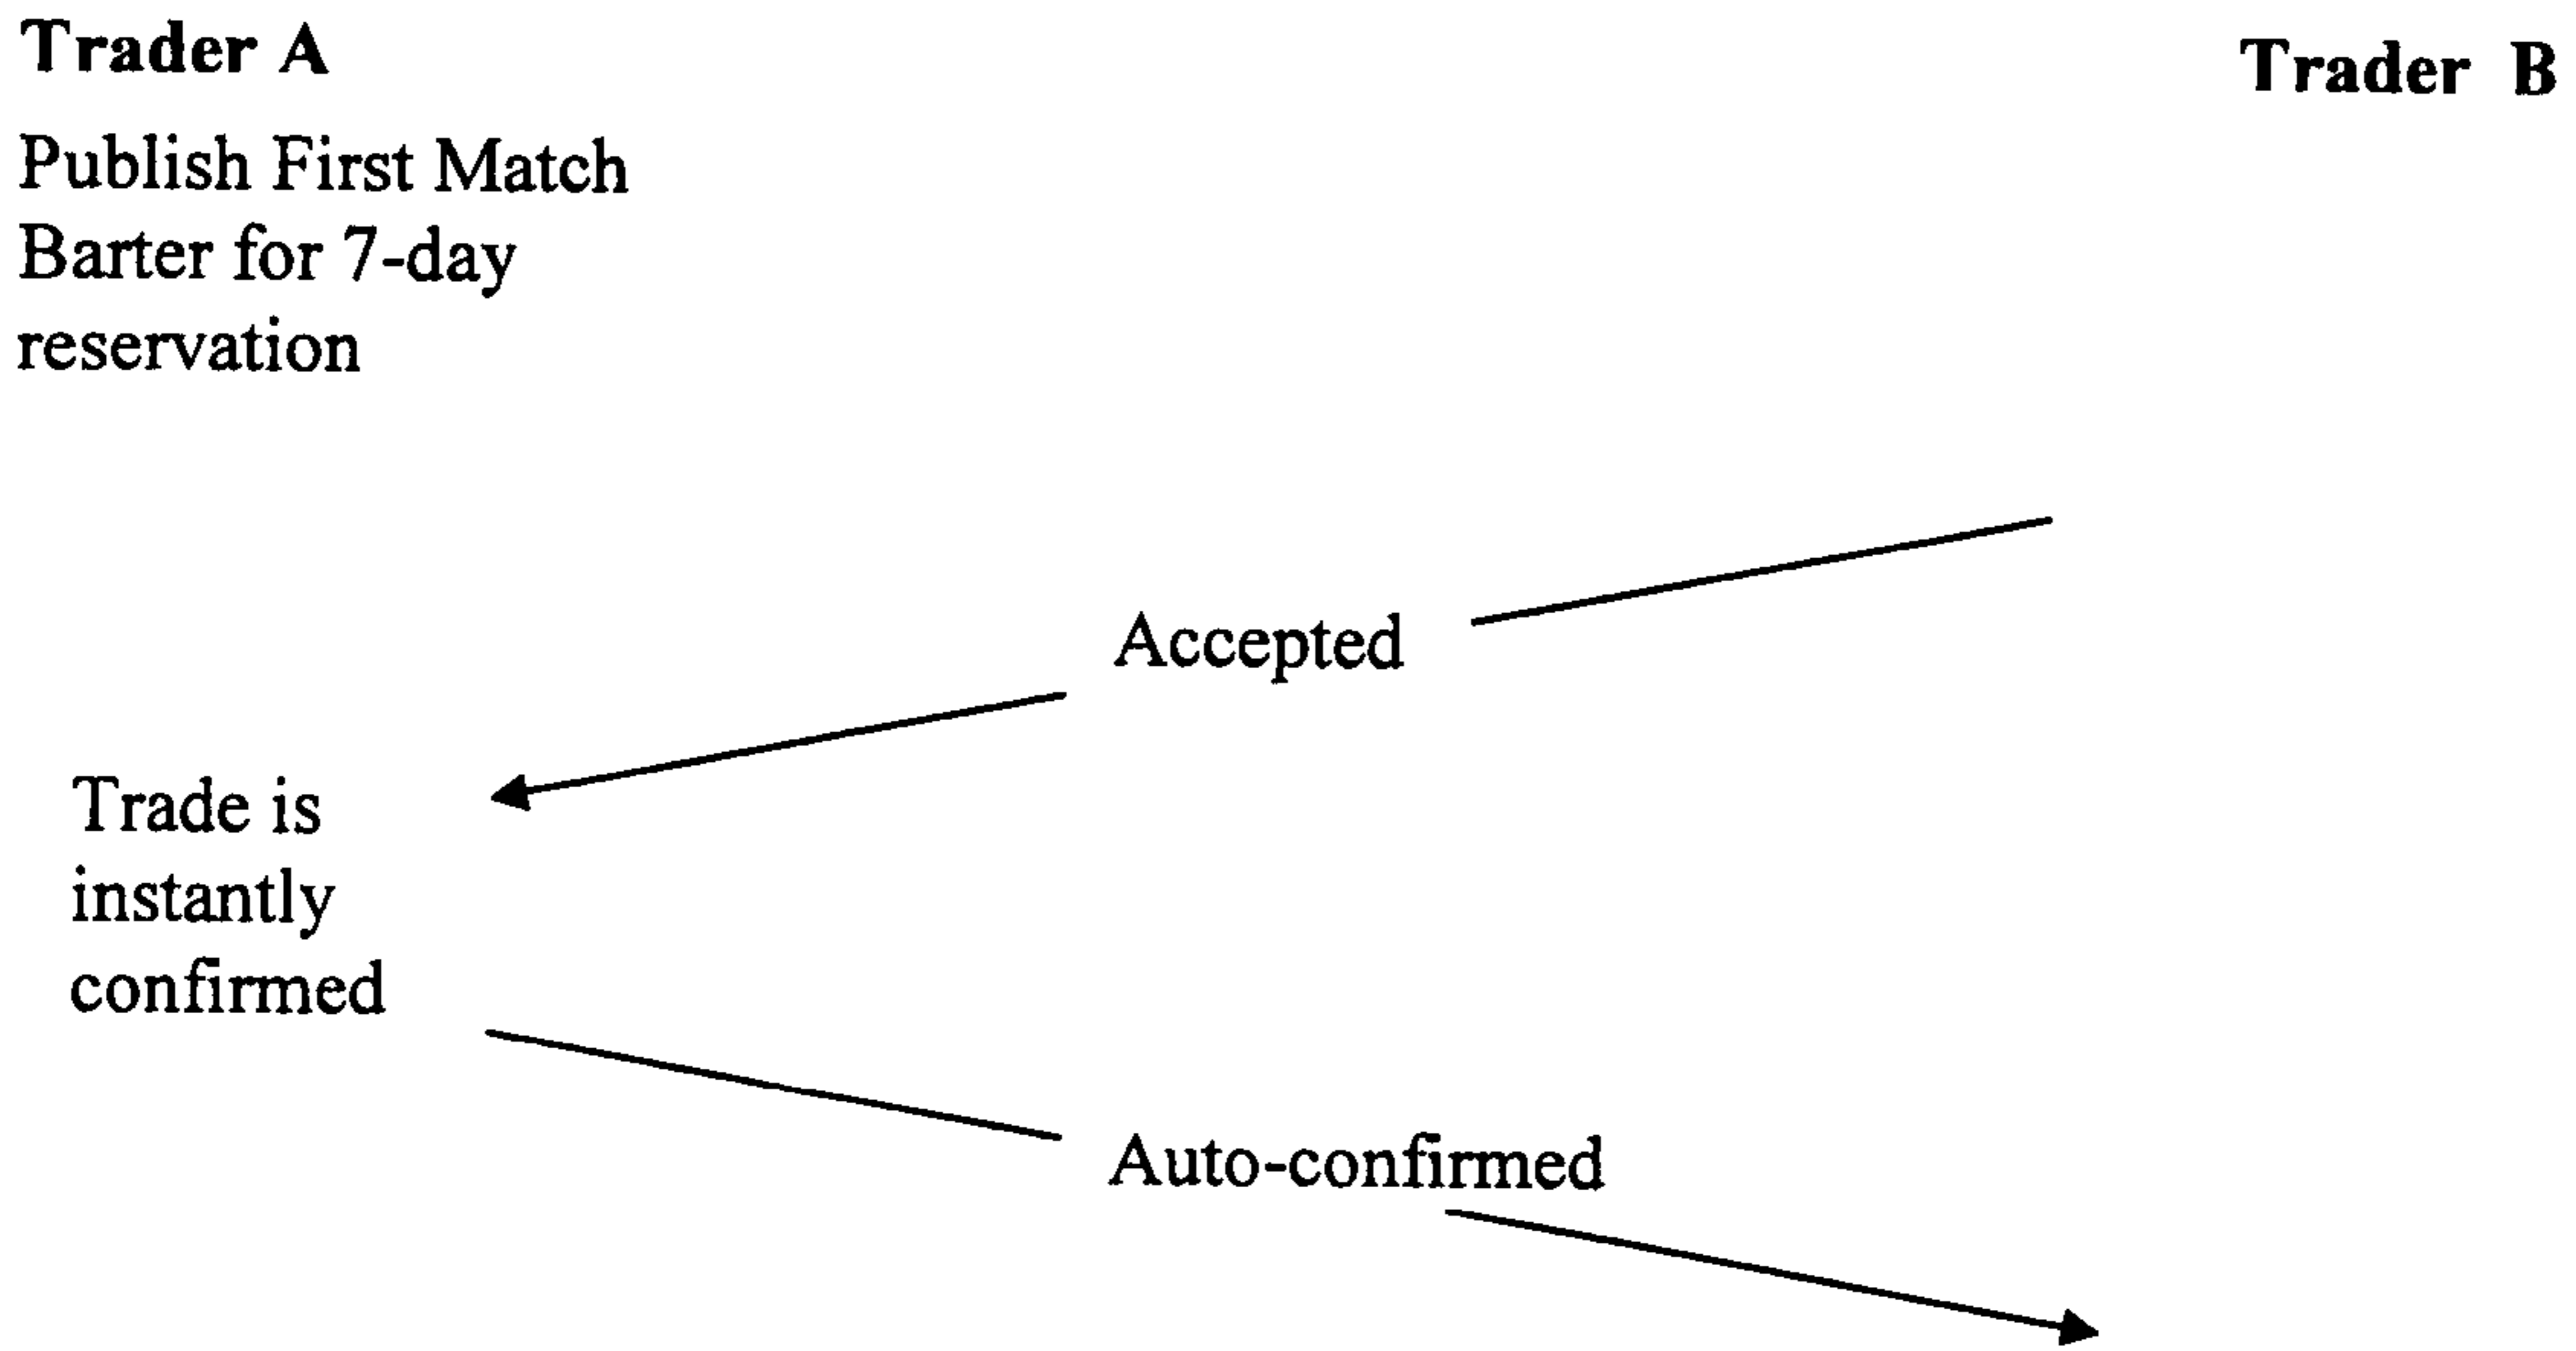 Trader A
Trader B
Publish First Match
Barter for 7-day
reservation
Accepted
Trade is
instantly
confirmed
Auto-confirmed